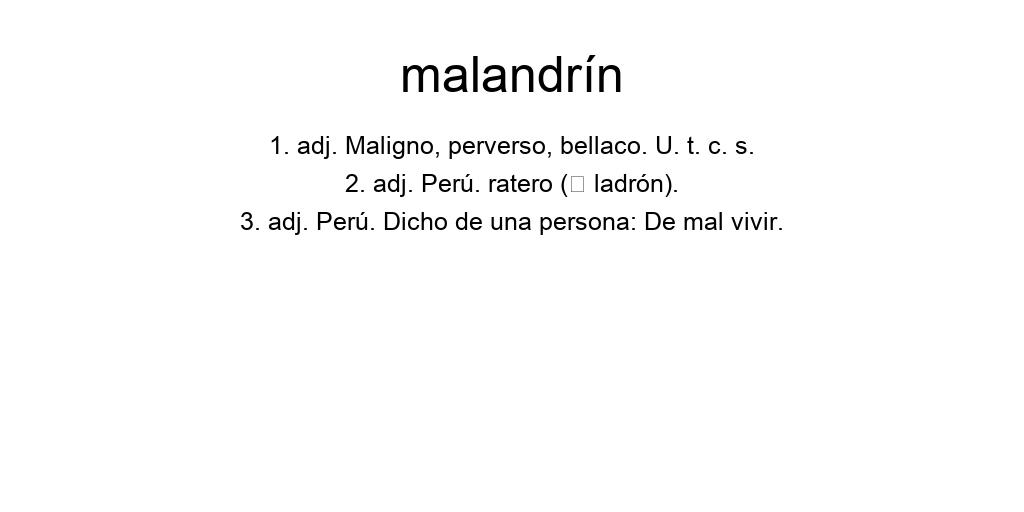 malandrín
1. adj. Maligno, perverso, bellaco. U. t. c. s.
2. adj. Perú. ratero (□ ladrón).
3. adj. Perú. Dicho de una persona: De mal vivir.